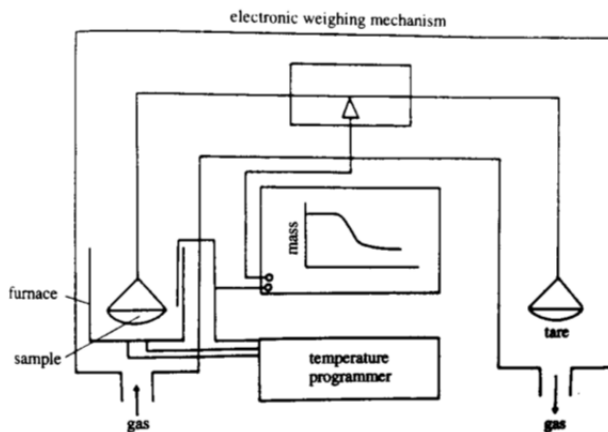 electronic weighing mechanism
mass
furnace
sample
tare
temperature
programmer
gas
gas